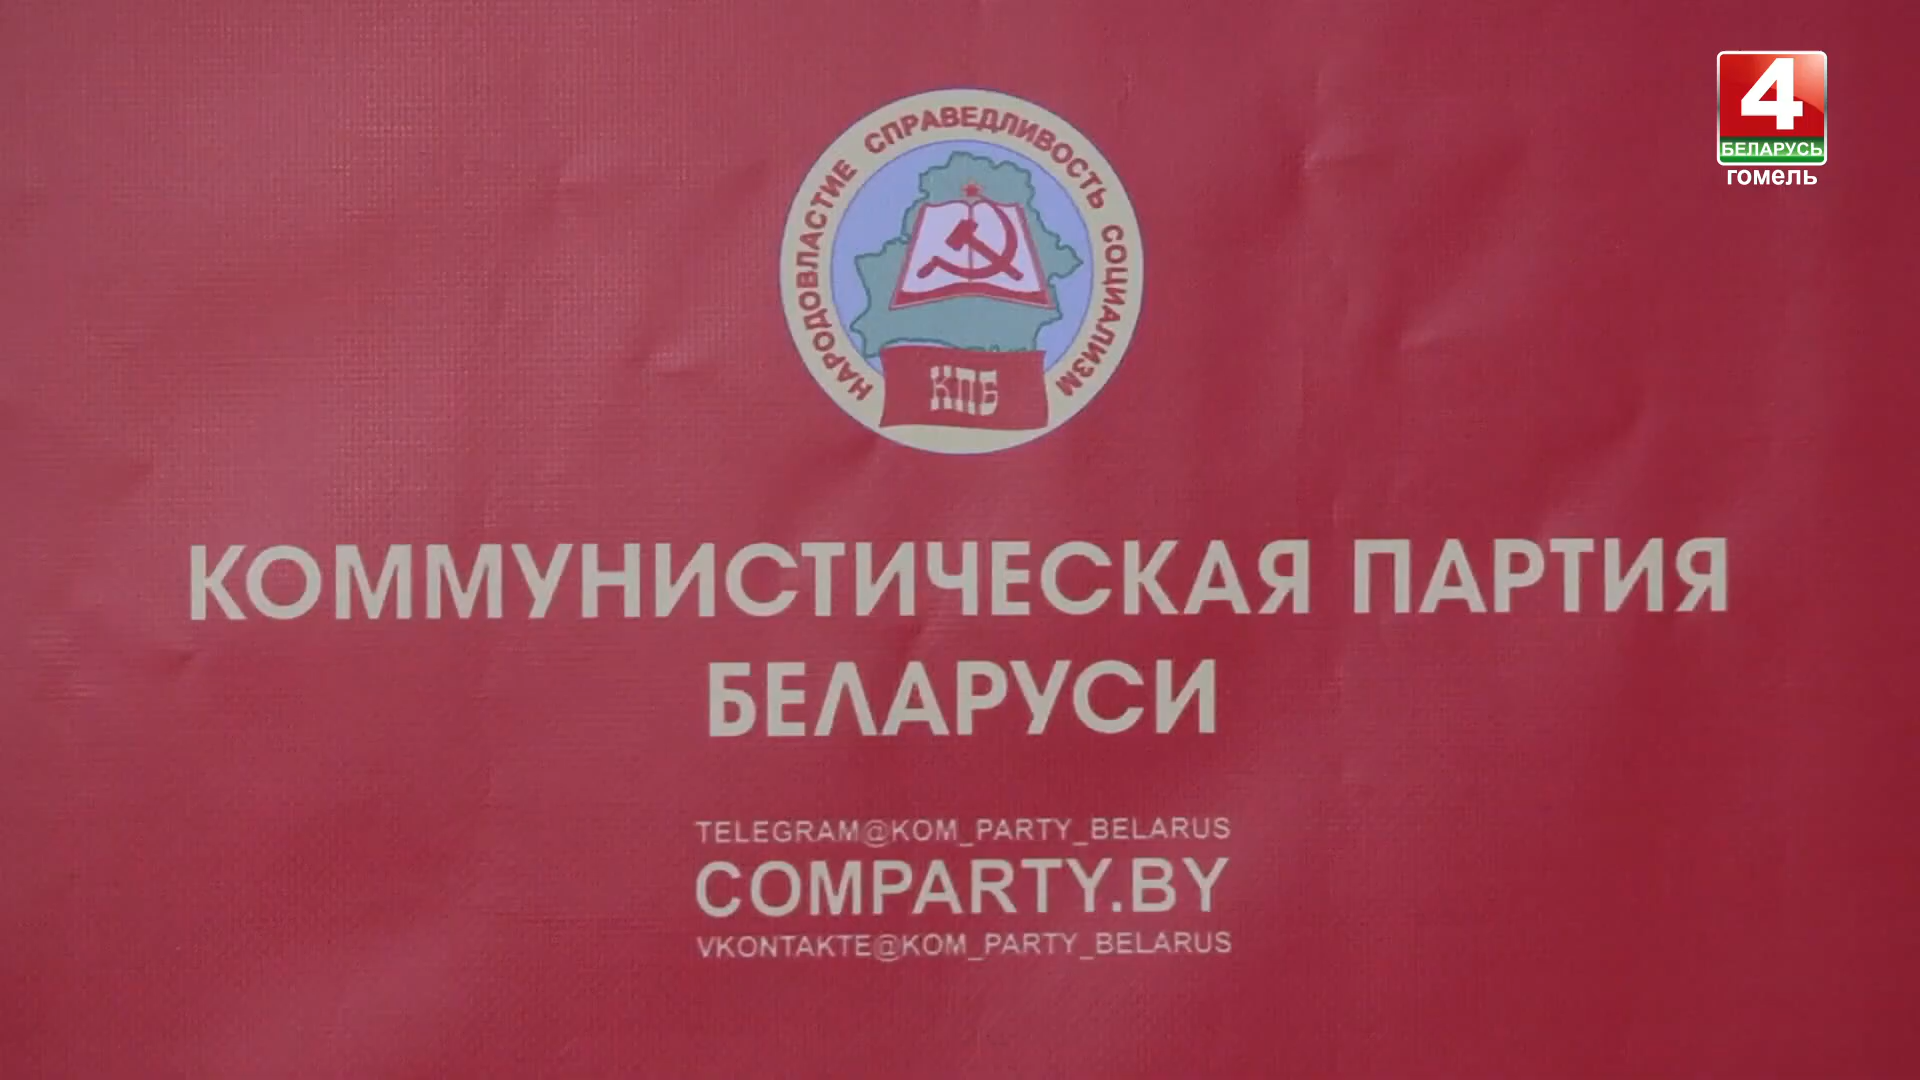 4
БЕЛАРУСЬ
гомель
НАРОДОВЛАСТИЕ СПРАВЕДЛИВОСТЬ СОЦИАЛИЗМ
КПБ
КОММУНИСТИЧЕСКАЯ ПАРТИЯ
БЕЛАРУСИ
TELEGRAM@KOM_PARTY_BELARUS
COMPARTY.BY
VKONTAKTE@KOM_PARTY_BELARUS